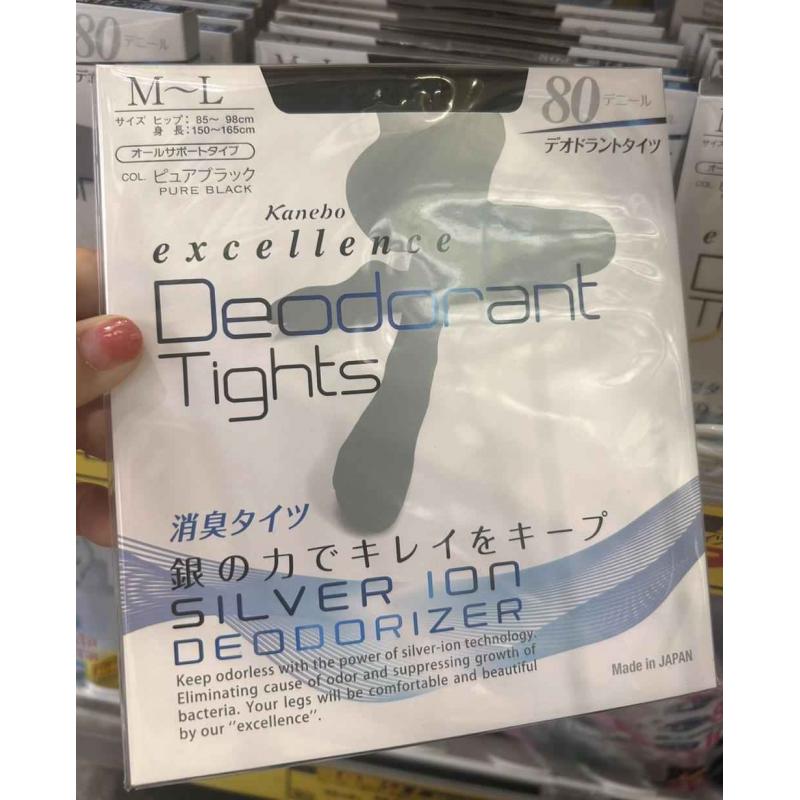 80 デニール
M～L
サイズ ヒップ: 85～ 98cm
身 長: 150～165cm
オールサポートタイプ
COL. ピュアブラック
PURE BLACK
80 デニール
デオドラントタイツ
Kanebo
excellence
Deodorant
Tights
消臭タイツ
銀の力でキレイをキープ
SILVER ION
DEODORIZER
Keep odorless with the power of silver-ion technology.
Eliminating cause of odor and suppressing growth of
bacteria. Your legs will be comfortable and beautiful
by our "excellence".
Made in JAPAN